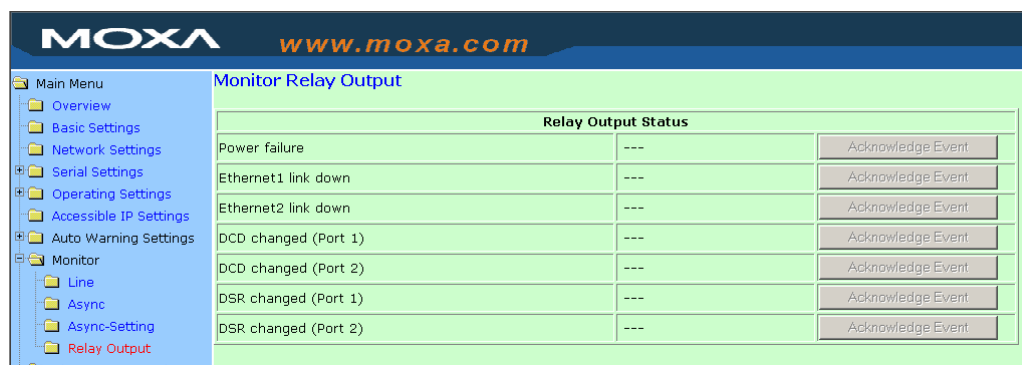 MOXA www.moxa.com
Main Menu
Overview
Basic Settings
Network Settings
Serial Settings
Operating Settings
Accessible IP Settings
Auto Warning Settings
Monitor
Line
Async
Async-Setting
Relay Output
Monitor Relay Output
Relay Output Status
Power failure --- Acknowledge Event
Ethernet1 link down --- Acknowledge Event
Ethernet2 link down --- Acknowledge Event
DCD changed (Port 1) --- Acknowledge Event
DCD changed (Port 2) --- Acknowledge Event
DSR changed (Port 1) --- Acknowledge Event
DSR changed (Port 2) --- Acknowledge Event